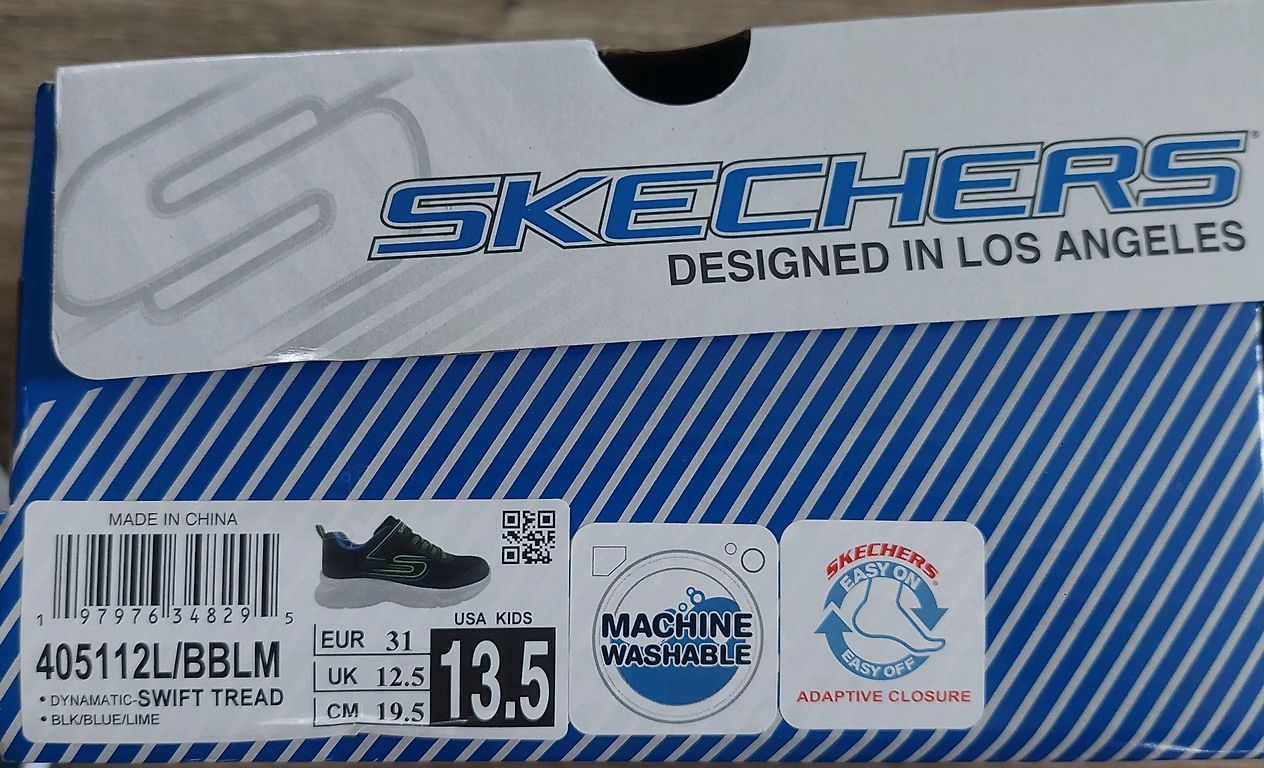 SKECHERS
DESIGNED IN LOS ANGELES
MADE IN CHINA
1 97976 34829 5
405112L/BBLM
• DYNAMATIC-SWIFT TREAD
• BLK/BLUE/LIME
USA KIDS
EUR 31
UK 12.5
CM 19.5
13.5
MACHINE
WASHABLE
SKECHERS
EASY ON
EASY OFF
ADAPTIVE CLOSURE